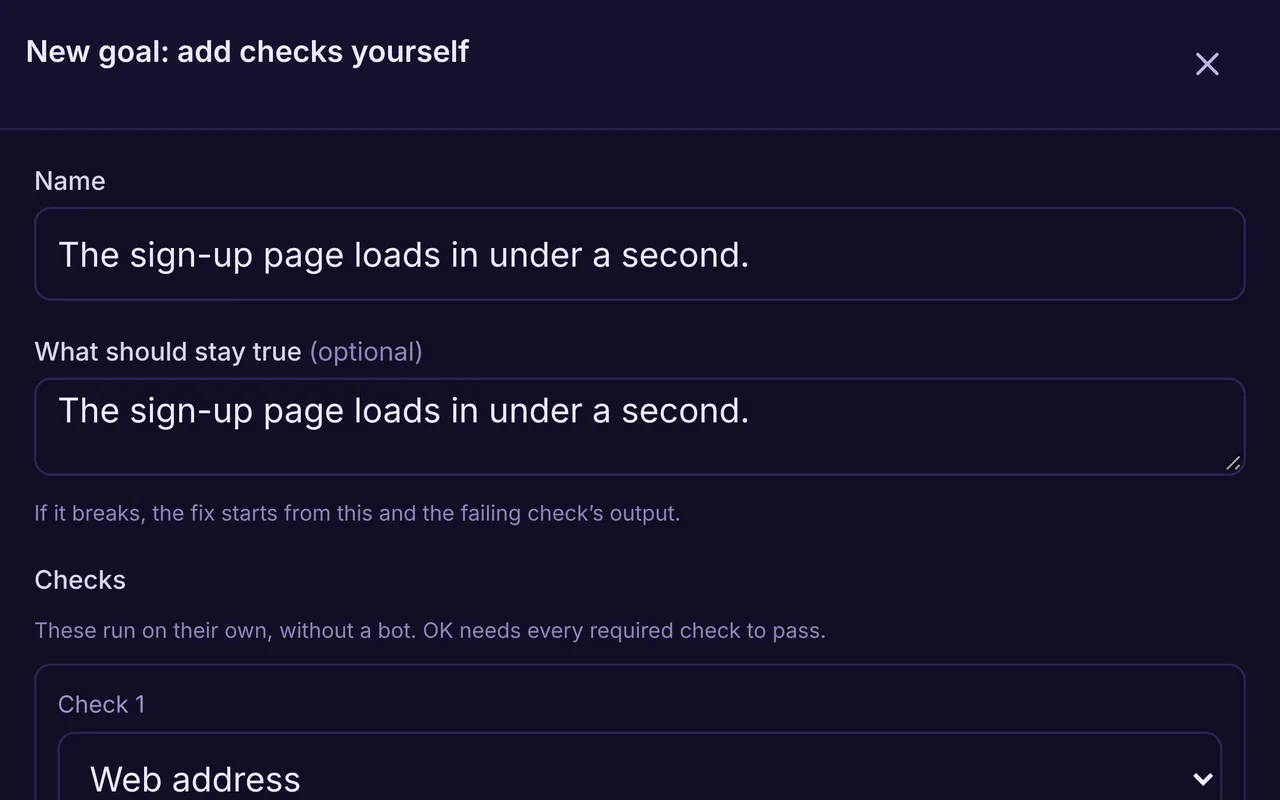 New goal: add checks yourself
Name
The sign-up page loads in under a second.
What should stay true (optional)
The sign-up page loads in under a second.
If it breaks, the fix starts from this and the failing check’s output.
Checks
These run on their own, without a bot. OK needs every required check to pass.
Check 1
Web address